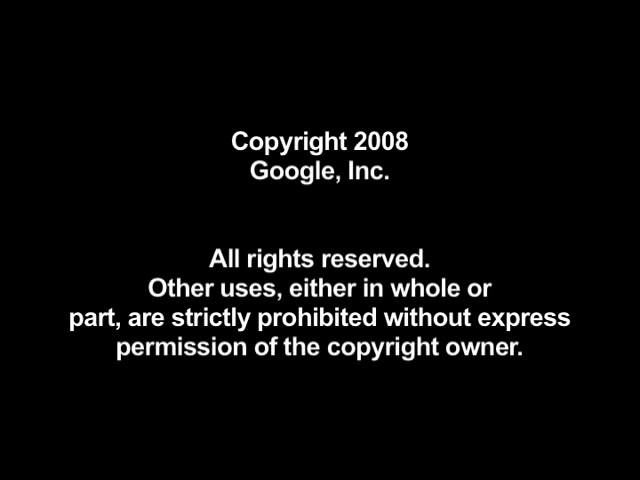 Copyright 2008
Google, Inc.
All rights reserved.
Other uses, either in whole or
part, are strictly prohibited without express
permission of the copyright owner.